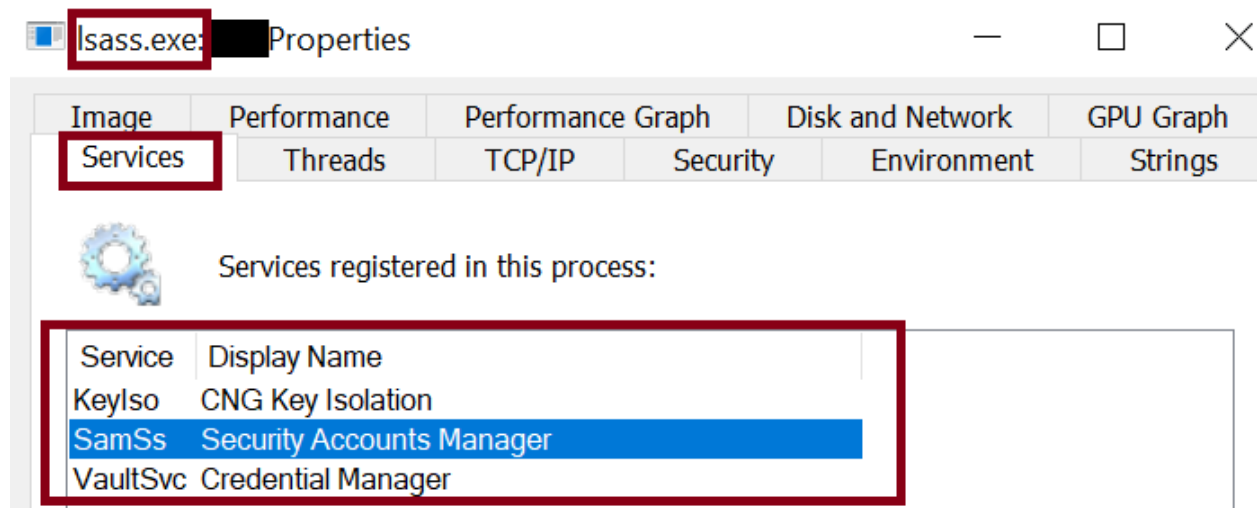 lsass.exe: Properties
Image Performance Performance Graph Disk and Network GPU Graph
Services Threads TCP/IP Security Environment Strings
Services registered in this process:
Service Display Name
KeyIso CNG Key Isolation
SamSs Security Accounts Manager
VaultSvc Credential Manager